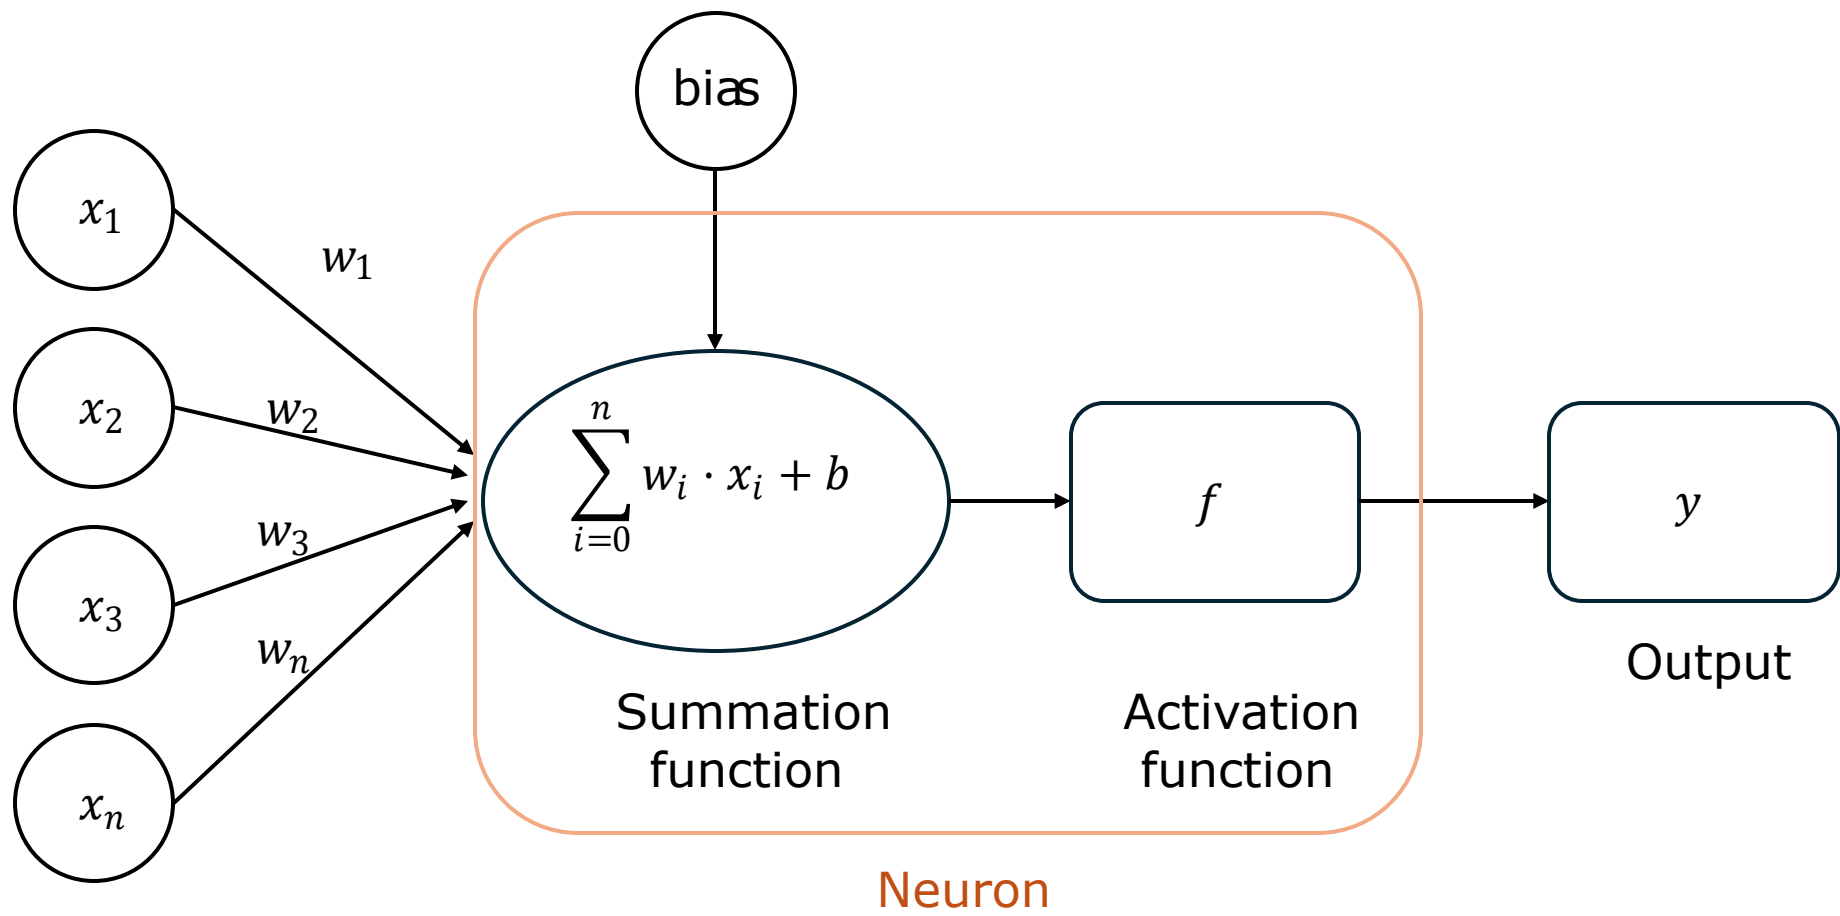 bias
x₁
w₁
x₂
w₂
n
∑ wᵢ · xᵢ + b
i=0
f
y
x₃
w₃
wₙ
xₙ
Output
Summation
function
Activation
function
Neuron